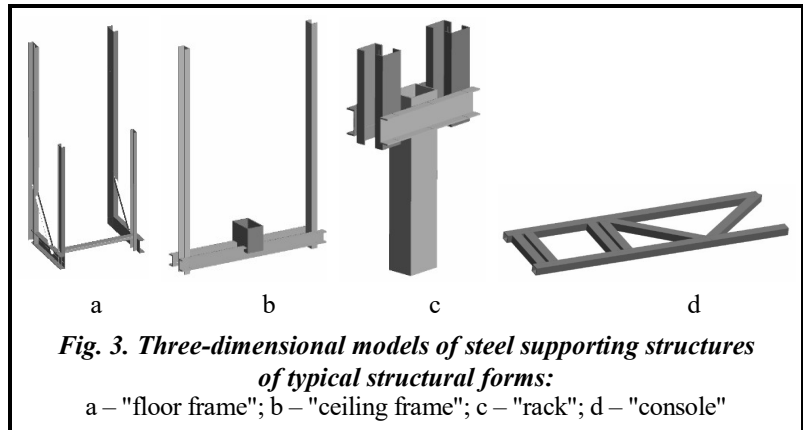 a b c d
Fig. 3. Three-dimensional models of steel supporting structures
of typical structural forms:
a – "floor frame"; b – "ceiling frame"; c – "rack"; d – "console"